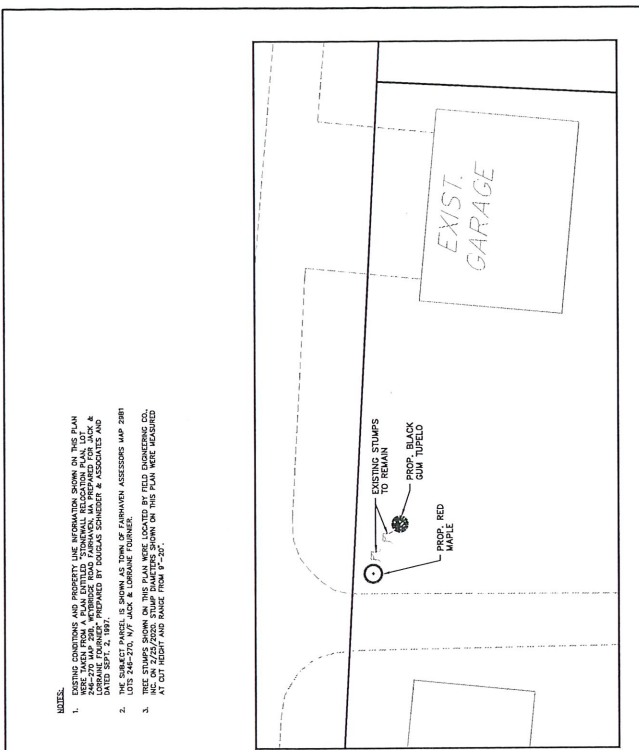 NOTES:
1. EXISTING CONDITIONS AND PROPERTY LINE INFORMATION SHOWN ON THIS PLAN
WERE TAKEN FROM A PLAN ENTITLED "STONEWALL RELOCATION PLAN, LOT
246-270 MAP 29B, WEYBRIDGE ROAD FAIRHAVEN, MA PREPARED FOR JACK &
LORRAINE FOURNIER" PREPARED BY DOUGLAS SCHNEIDER & ASSOCIATES AND
DATED SEPT. 2, 1997.
2. THE SUBJECT PARCEL IS SHOWN AS TOWN OF FAIRHAVEN ASSESSORS MAP 29B1
LOTS 246-270, N/F JACK & LORRAINE FOURNIER.
3. TREE STUMPS SHOWN ON THIS PLAN WERE LOCATED BY FIELD ENGINEERING CO.,
INC. ON 2/25/2020. STUMP DIAMETERS SHOWN ON THIS PLAN WERE MEASURED
AT CUT HEIGHT AND RANGE FROM 9"-20".
EXIST.
GARAGE
EXISTING STUMPS
TO REMAIN
PROP. BLACK
GUM TUPELO
PROP. RED
MAPLE